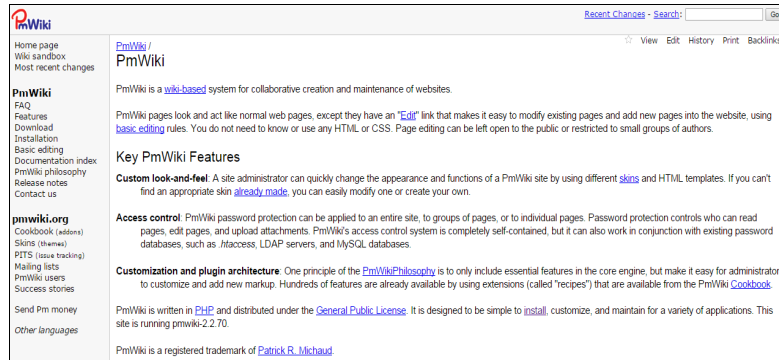 PmWiki
Recent Changes - Search: Go
View Edit History Print Backlinks
Home page
Wiki sandbox
Most recent changes
PmWiki
FAQ
Features
Download
Installation
Basic editing
Documentation index
PmWiki philosophy
Release notes
Contact us
pmwiki.org
Cookbook (addons)
Skins (themes)
PITS (issue tracking)
Mailing lists
PmWiki users
Success stories
Send Pm money
Other languages
PmWiki /
PmWiki
PmWiki is a wiki-based system for collaborative creation and maintenance of websites.
PmWiki pages look and act like normal web pages, except they have an "Edit" link that makes it easy to modify existing pages and add new pages into the website, using
basic editing rules. You do not need to know or use any HTML or CSS. Page editing can be left open to the public or restricted to small groups of authors.
Key PmWiki Features
Custom look-and-feel: A site administrator can quickly change the appearance and functions of a PmWiki site by using different skins and HTML templates. If you can't
find an appropriate skin already made, you can easily modify one or create your own.
Access control: PmWiki password protection can be applied to an entire site, to groups of pages, or to individual pages. Password protection controls who can read
pages, edit pages, and upload attachments. PmWiki's access control system is completely self-contained, but it can also work in conjunction with existing password
databases, such as .htaccess, LDAP servers, and MySQL databases.
Customization and plugin architecture: One principle of the PmWikiPhilosophy is to only include essential features in the core engine, but make it easy for administrator
to customize and add new markup. Hundreds of features are already available by using extensions (called "recipes") that are available from the PmWiki Cookbook.
PmWiki is written in PHP and distributed under the General Public License. It is designed to be simple to install, customize, and maintain for a variety of applications. This
site is running pmwiki-2.2.70.
PmWiki is a registered trademark of Patrick R. Michaud.